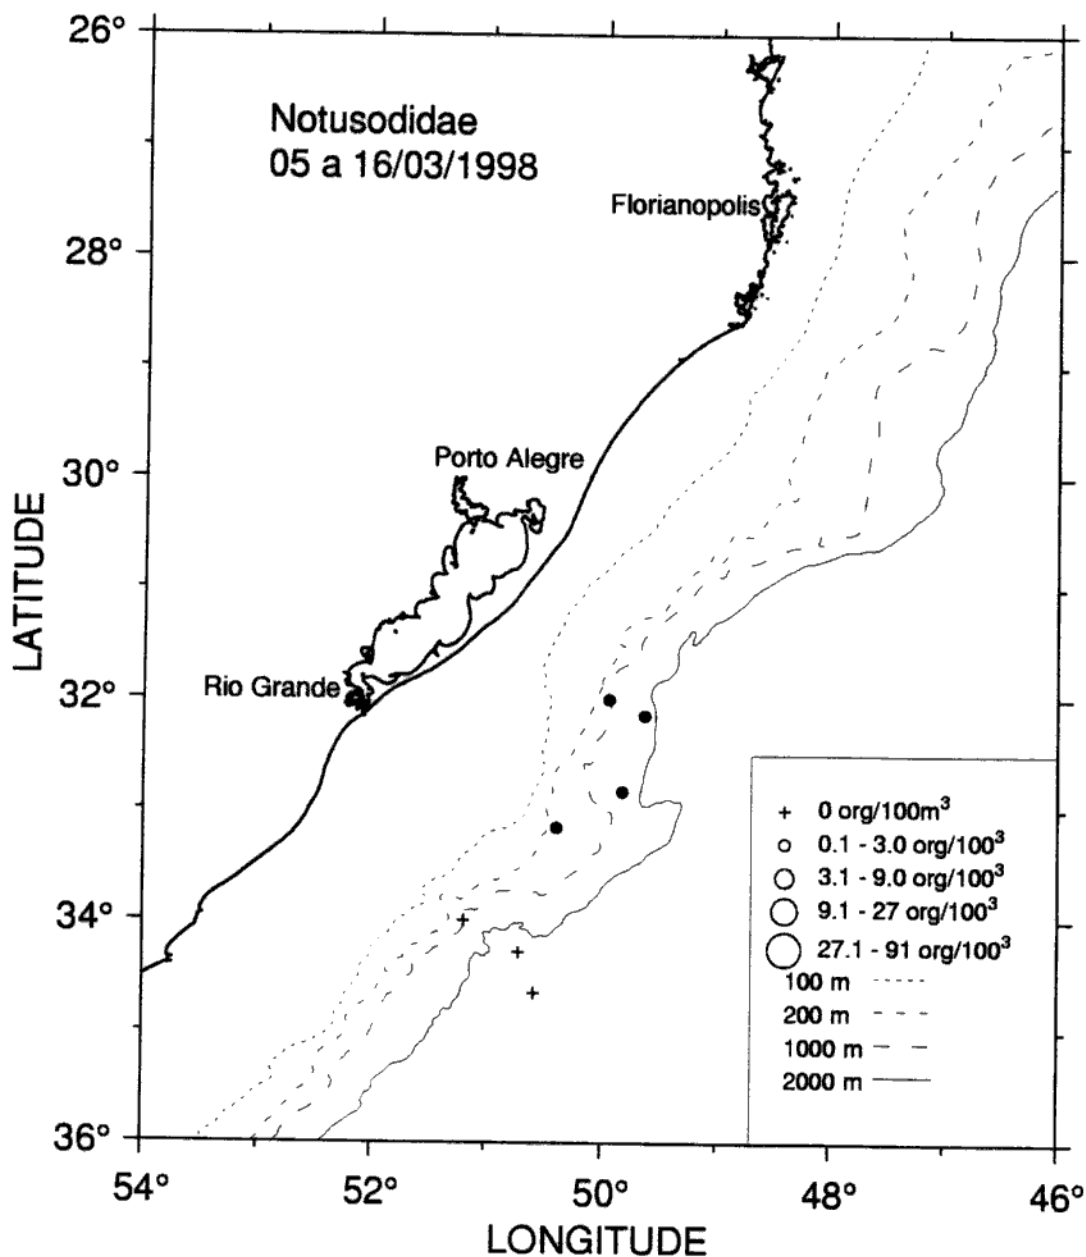 26°
Notusodidae
05 a 16/03/1998
Florianopolis
28°
Porto Alegre
30°
LATITUDE
Rio Grande
32°
+ 0 org/100m³
0.1 - 3.0 org/100³
3.1 - 9.0 org/100³
34°
9.1 - 27 org/100³
27.1 - 91 org/100³
100 m
200 m
1000 m
2000 m
36°
54° 52° 50° 48° 46°
LONGITUDE